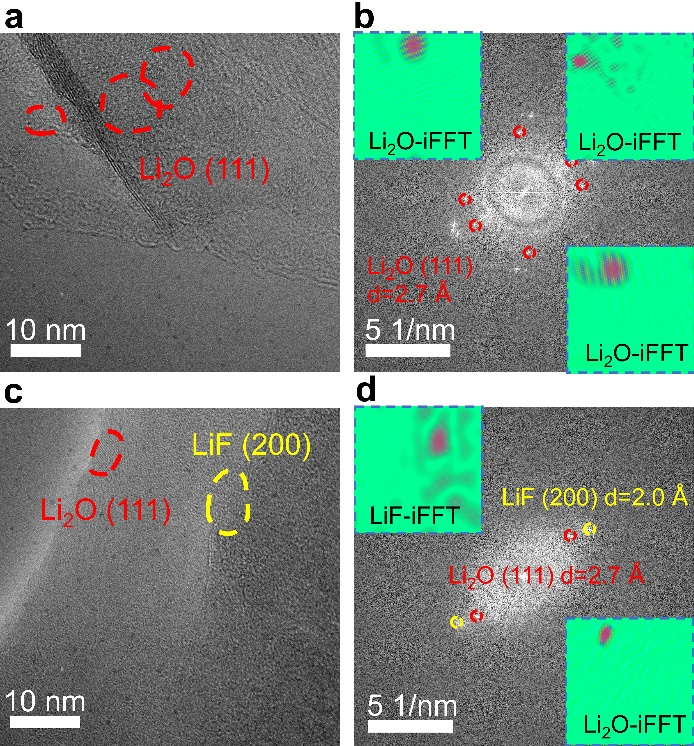 a
Li₂O (111)
10 nm
b
Li₂O-iFFT
Li₂O-iFFT
Li₂O (111)
d=2.7 Å
5 1/nm
Li₂O-iFFT
c
LiF (200)
Li₂O (111)
10 nm
d
LiF-iFFT
LiF (200) d=2.0 Å
Li₂O (111) d=2.7 Å
5 1/nm
Li₂O-iFFT